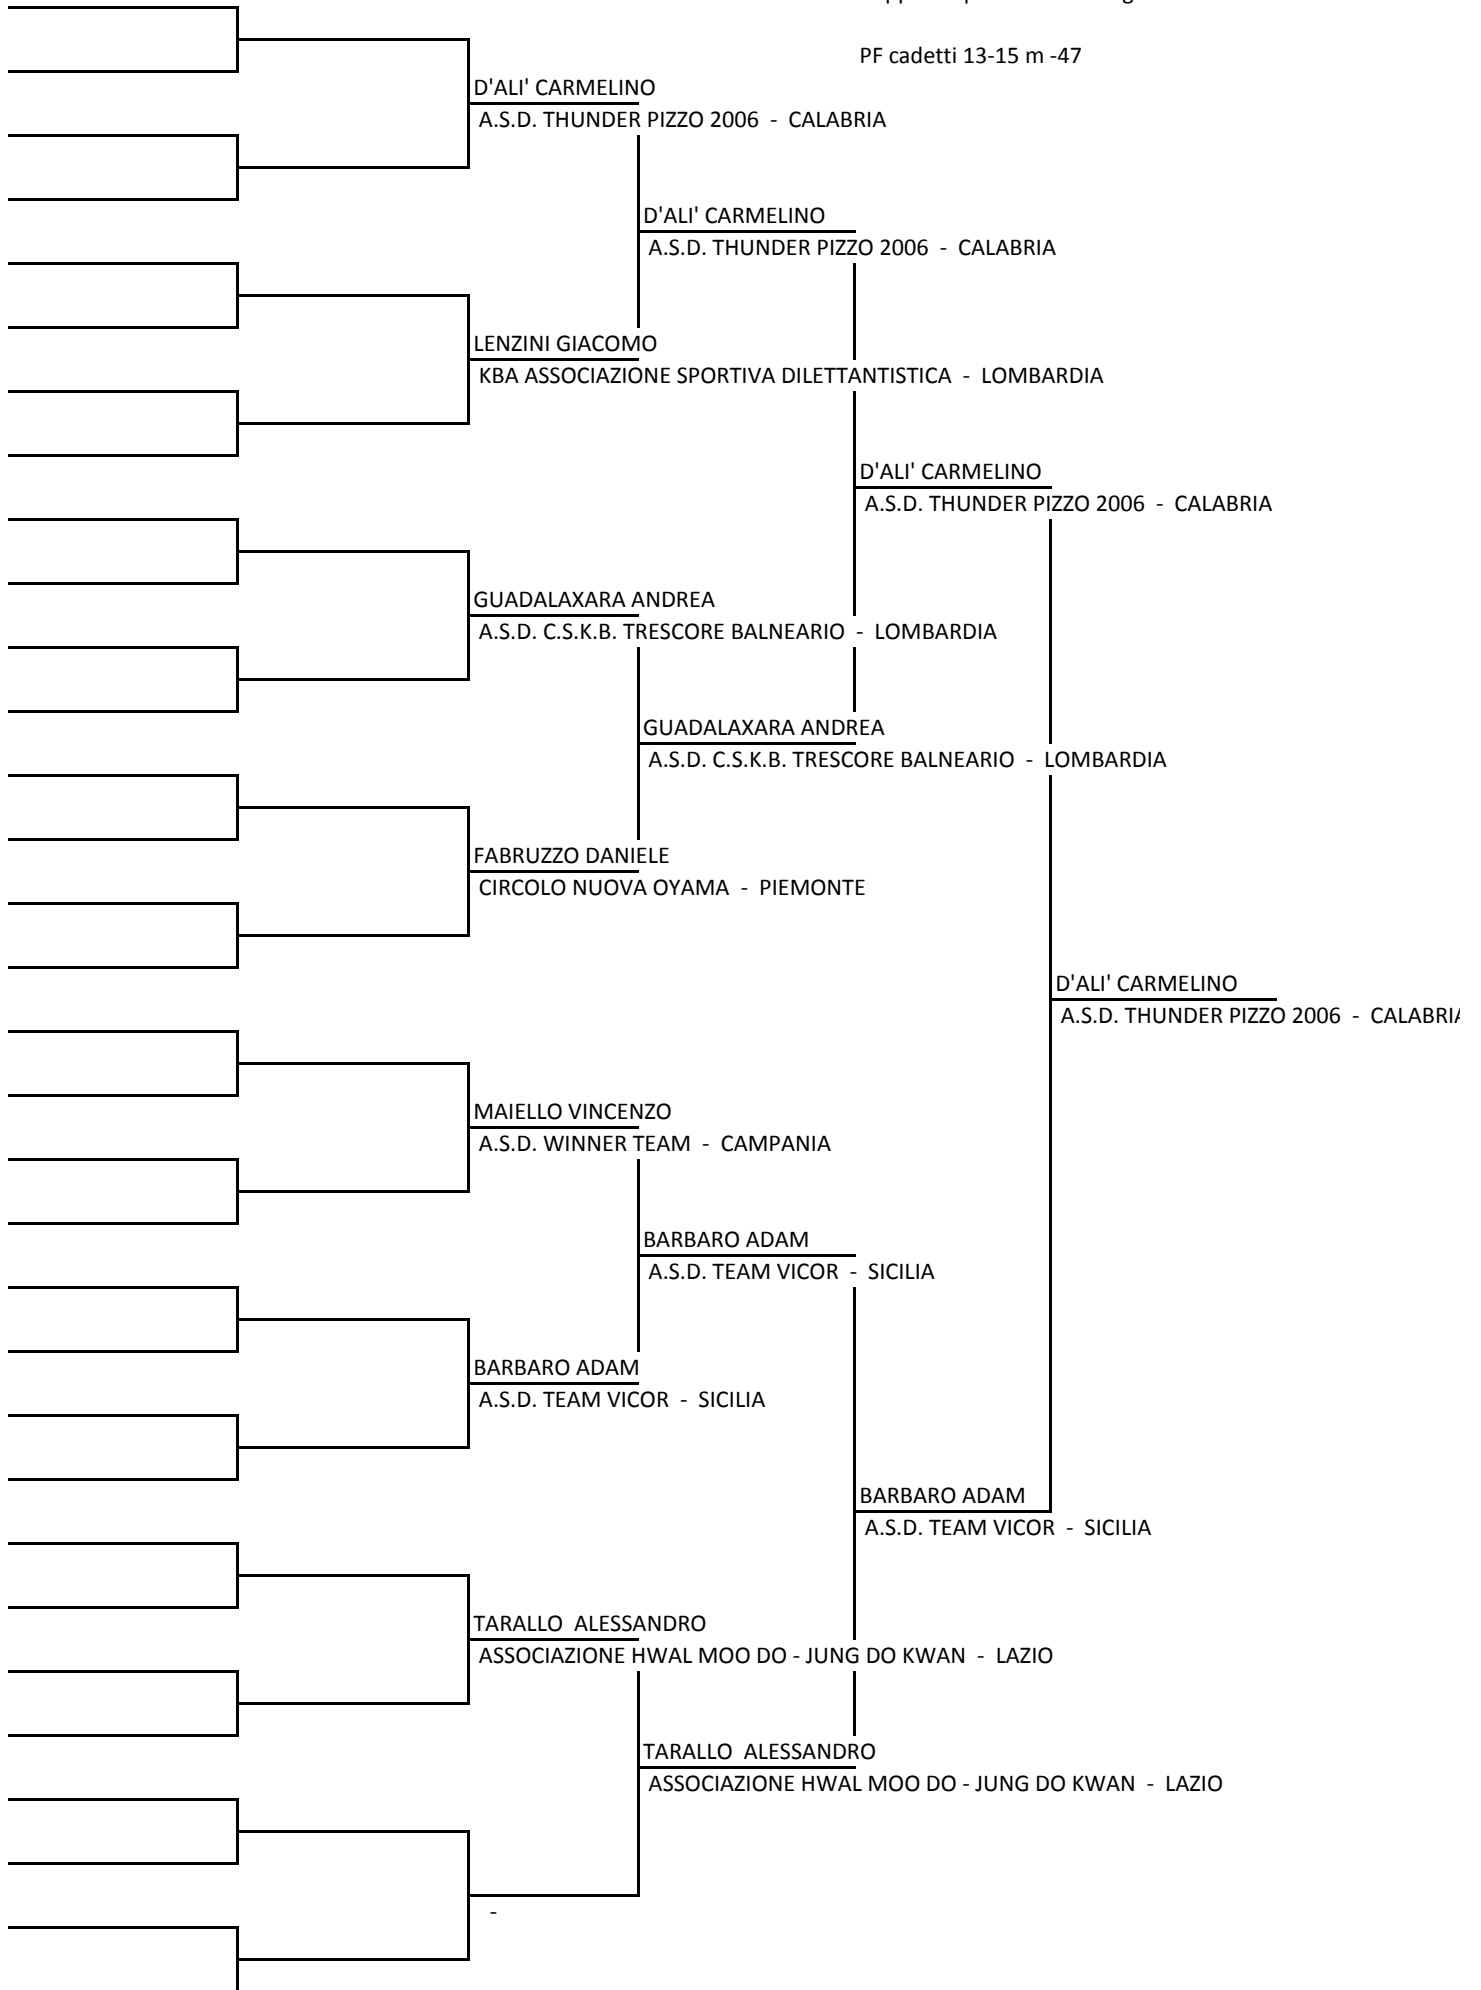 PF cadetti 13-15 m -47
D'ALI' CARMELINO
A.S.D. THUNDER PIZZO 2006 - CALABRIA
D'ALI' CARMELINO
A.S.D. THUNDER PIZZO 2006 - CALABRIA
LENZINI GIACOMO
KBA ASSOCIAZIONE SPORTIVA DILETTANTISTICA - LOMBARDIA
D'ALI' CARMELINO
A.S.D. THUNDER PIZZO 2006 - CALABRIA
GUADALAXARA ANDREA
A.S.D. C.S.K.B. TRESCORE BALNEARIO - LOMBARDIA
GUADALAXARA ANDREA
A.S.D. C.S.K.B. TRESCORE BALNEARIO - LOMBARDIA
FABRUZZO DANIELE
CIRCOLO NUOVA OYAMA - PIEMONTE
D'ALI' CARMELINO
A.S.D. THUNDER PIZZO 2006 - CALABRIA
MAIELLO VINCENZO
A.S.D. WINNER TEAM - CAMPANIA
BARBARO ADAM
A.S.D. TEAM VICOR - SICILIA
BARBARO ADAM
A.S.D. TEAM VICOR - SICILIA
BARBARO ADAM
A.S.D. TEAM VICOR - SICILIA
TARALLO ALESSANDRO
ASSOCIAZIONE HWAL MOO DO - JUNG DO KWAN - LAZIO
TARALLO ALESSANDRO
ASSOCIAZIONE HWAL MOO DO - JUNG DO KWAN - LAZIO
-